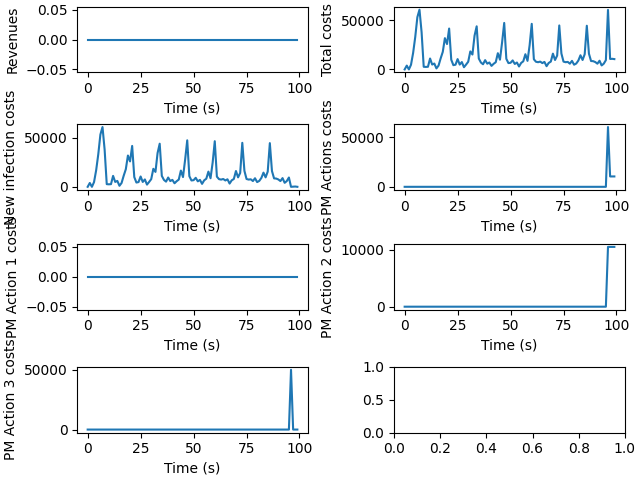 Revenues
0.05
0.00
−0.05
0 25 50 75 100
Time (s)
Total costs
50000
0
0 25 50 75 100
Time (s)
New infection costs
50000
0
0 25 50 75 100
Time (s)
PM Actions costs
50000
0
0 25 50 75 100
Time (s)
PM Action 1 costs
0.05
0.00
−0.05
0 25 50 75 100
Time (s)
PM Action 2 costs
10000
0
0 25 50 75 100
Time (s)
PM Action 3 costs
50000
0
0 25 50 75 100
Time (s)
1.0
0.5
0.0
0.0 0.2 0.4 0.6 0.8 1.0